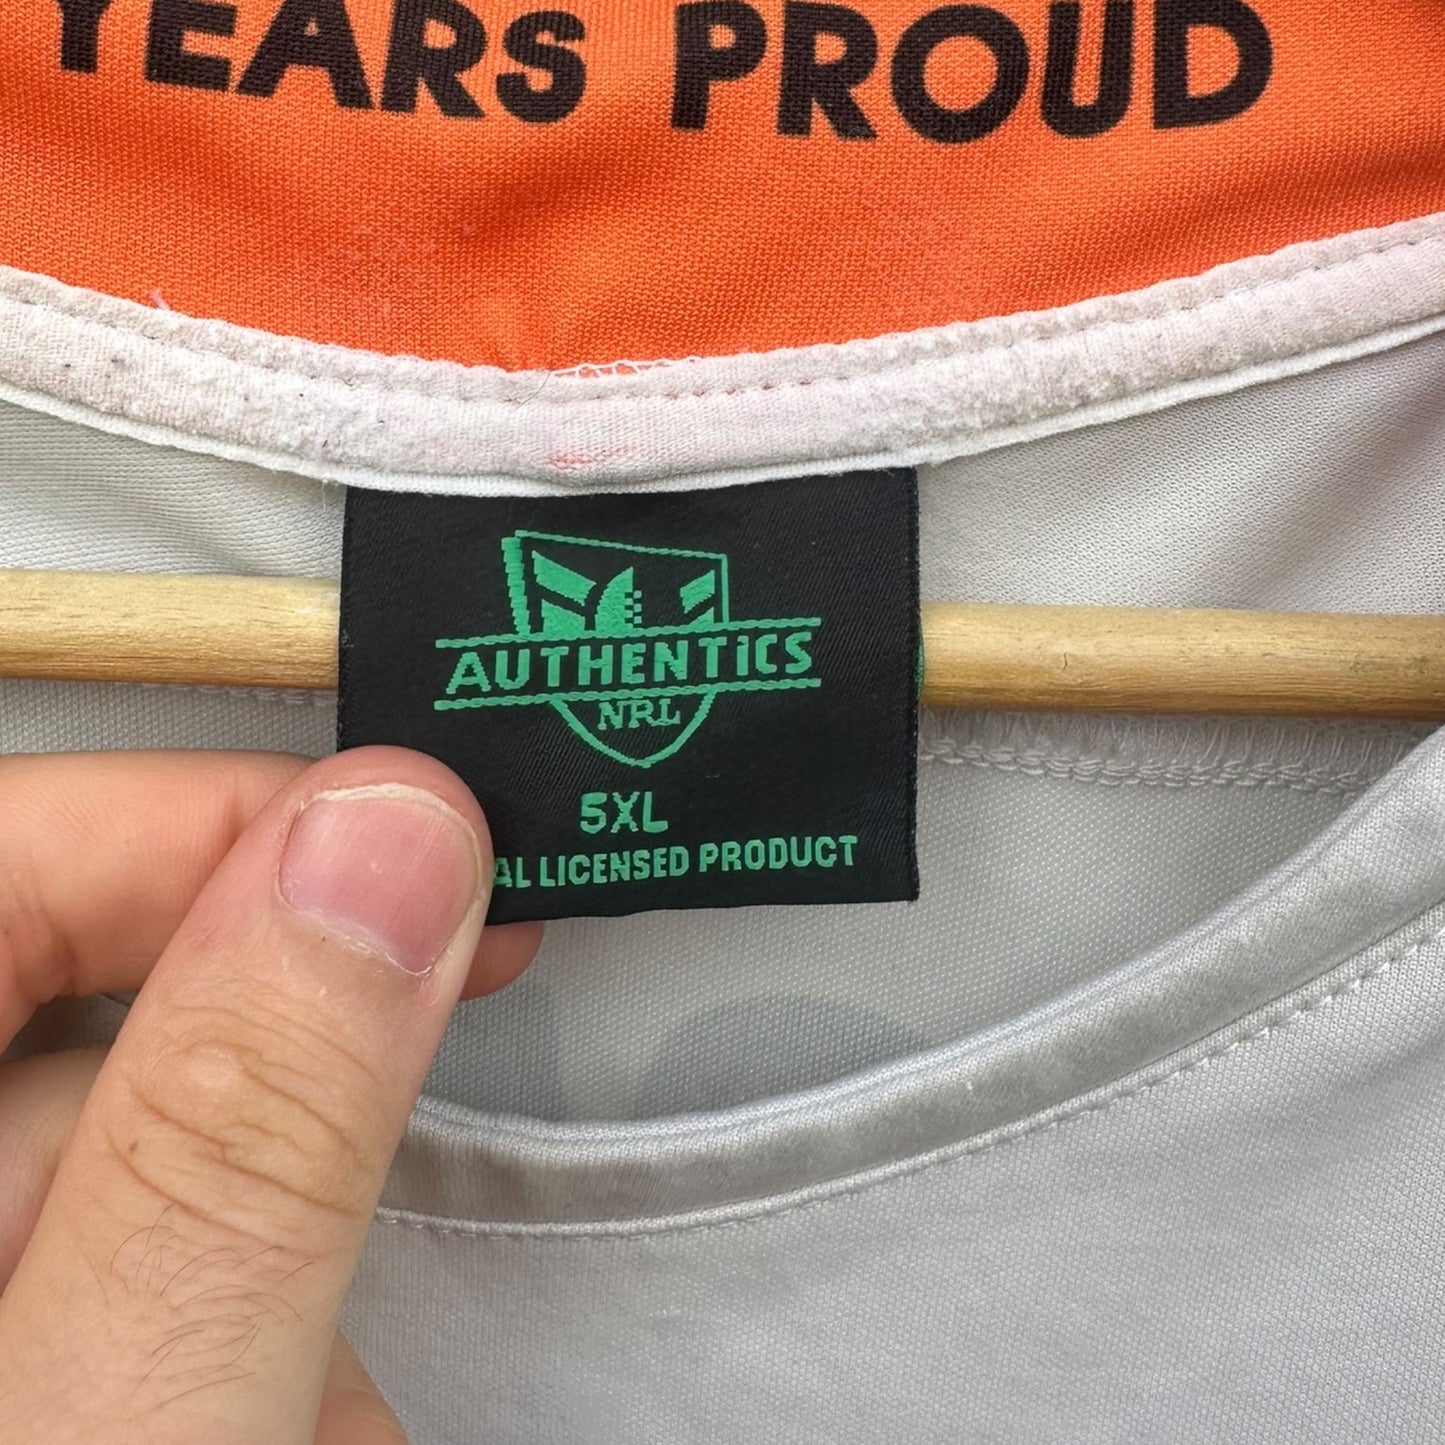 YEARS PROUD
AUTHENTiCS
NRL
5XL
AL LICENSED PRODUCT